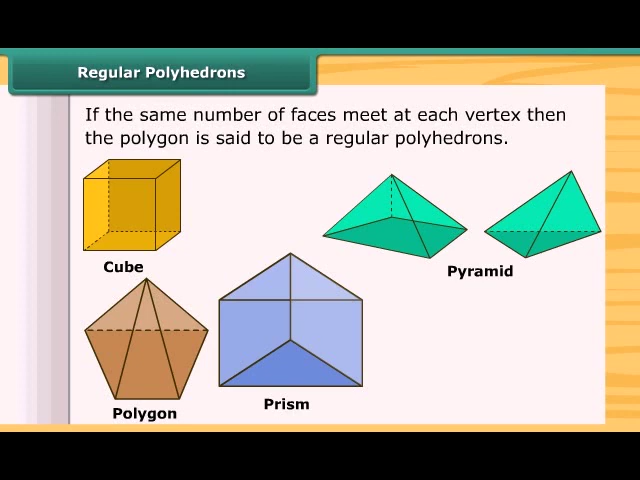 Regular Polyhedrons
If the same number of faces meet at each vertex then
the polygon is said to be a regular polyhedrons.
Cube
Pyramid
Polygon
Prism